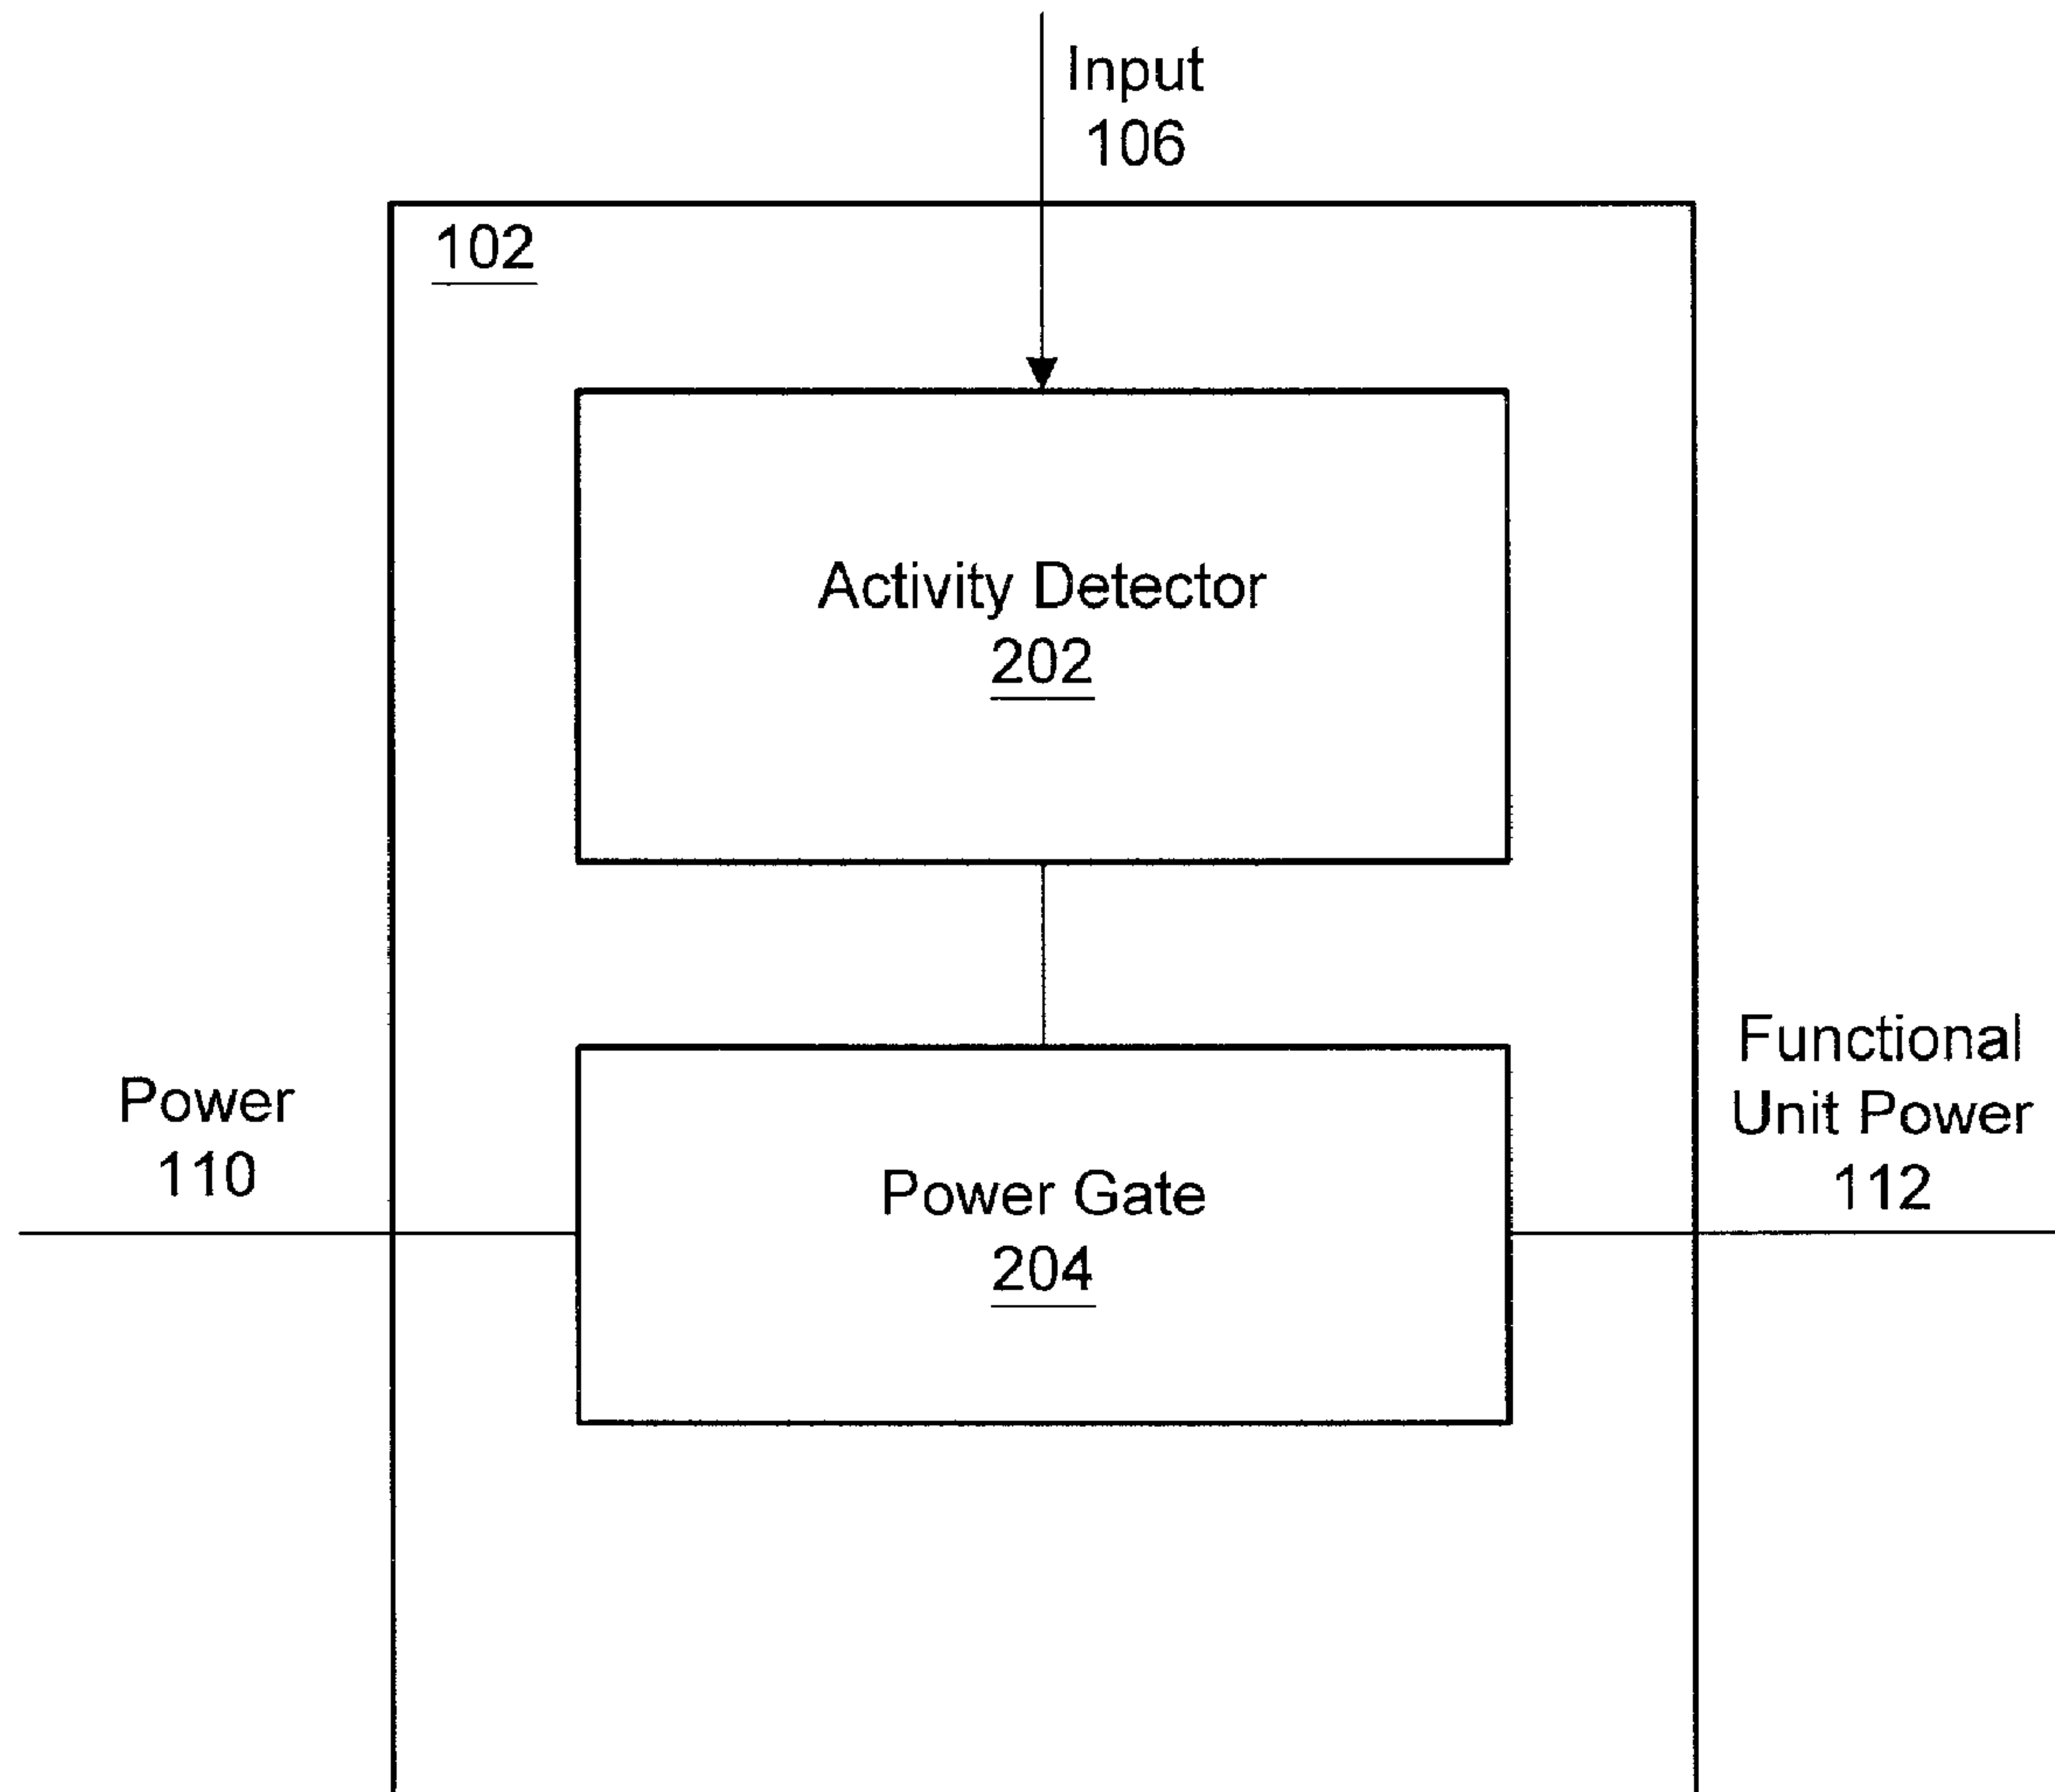 Input
106
102
Activity Detector
202
Power
110
Power Gate
204
Functional
Unit Power
112